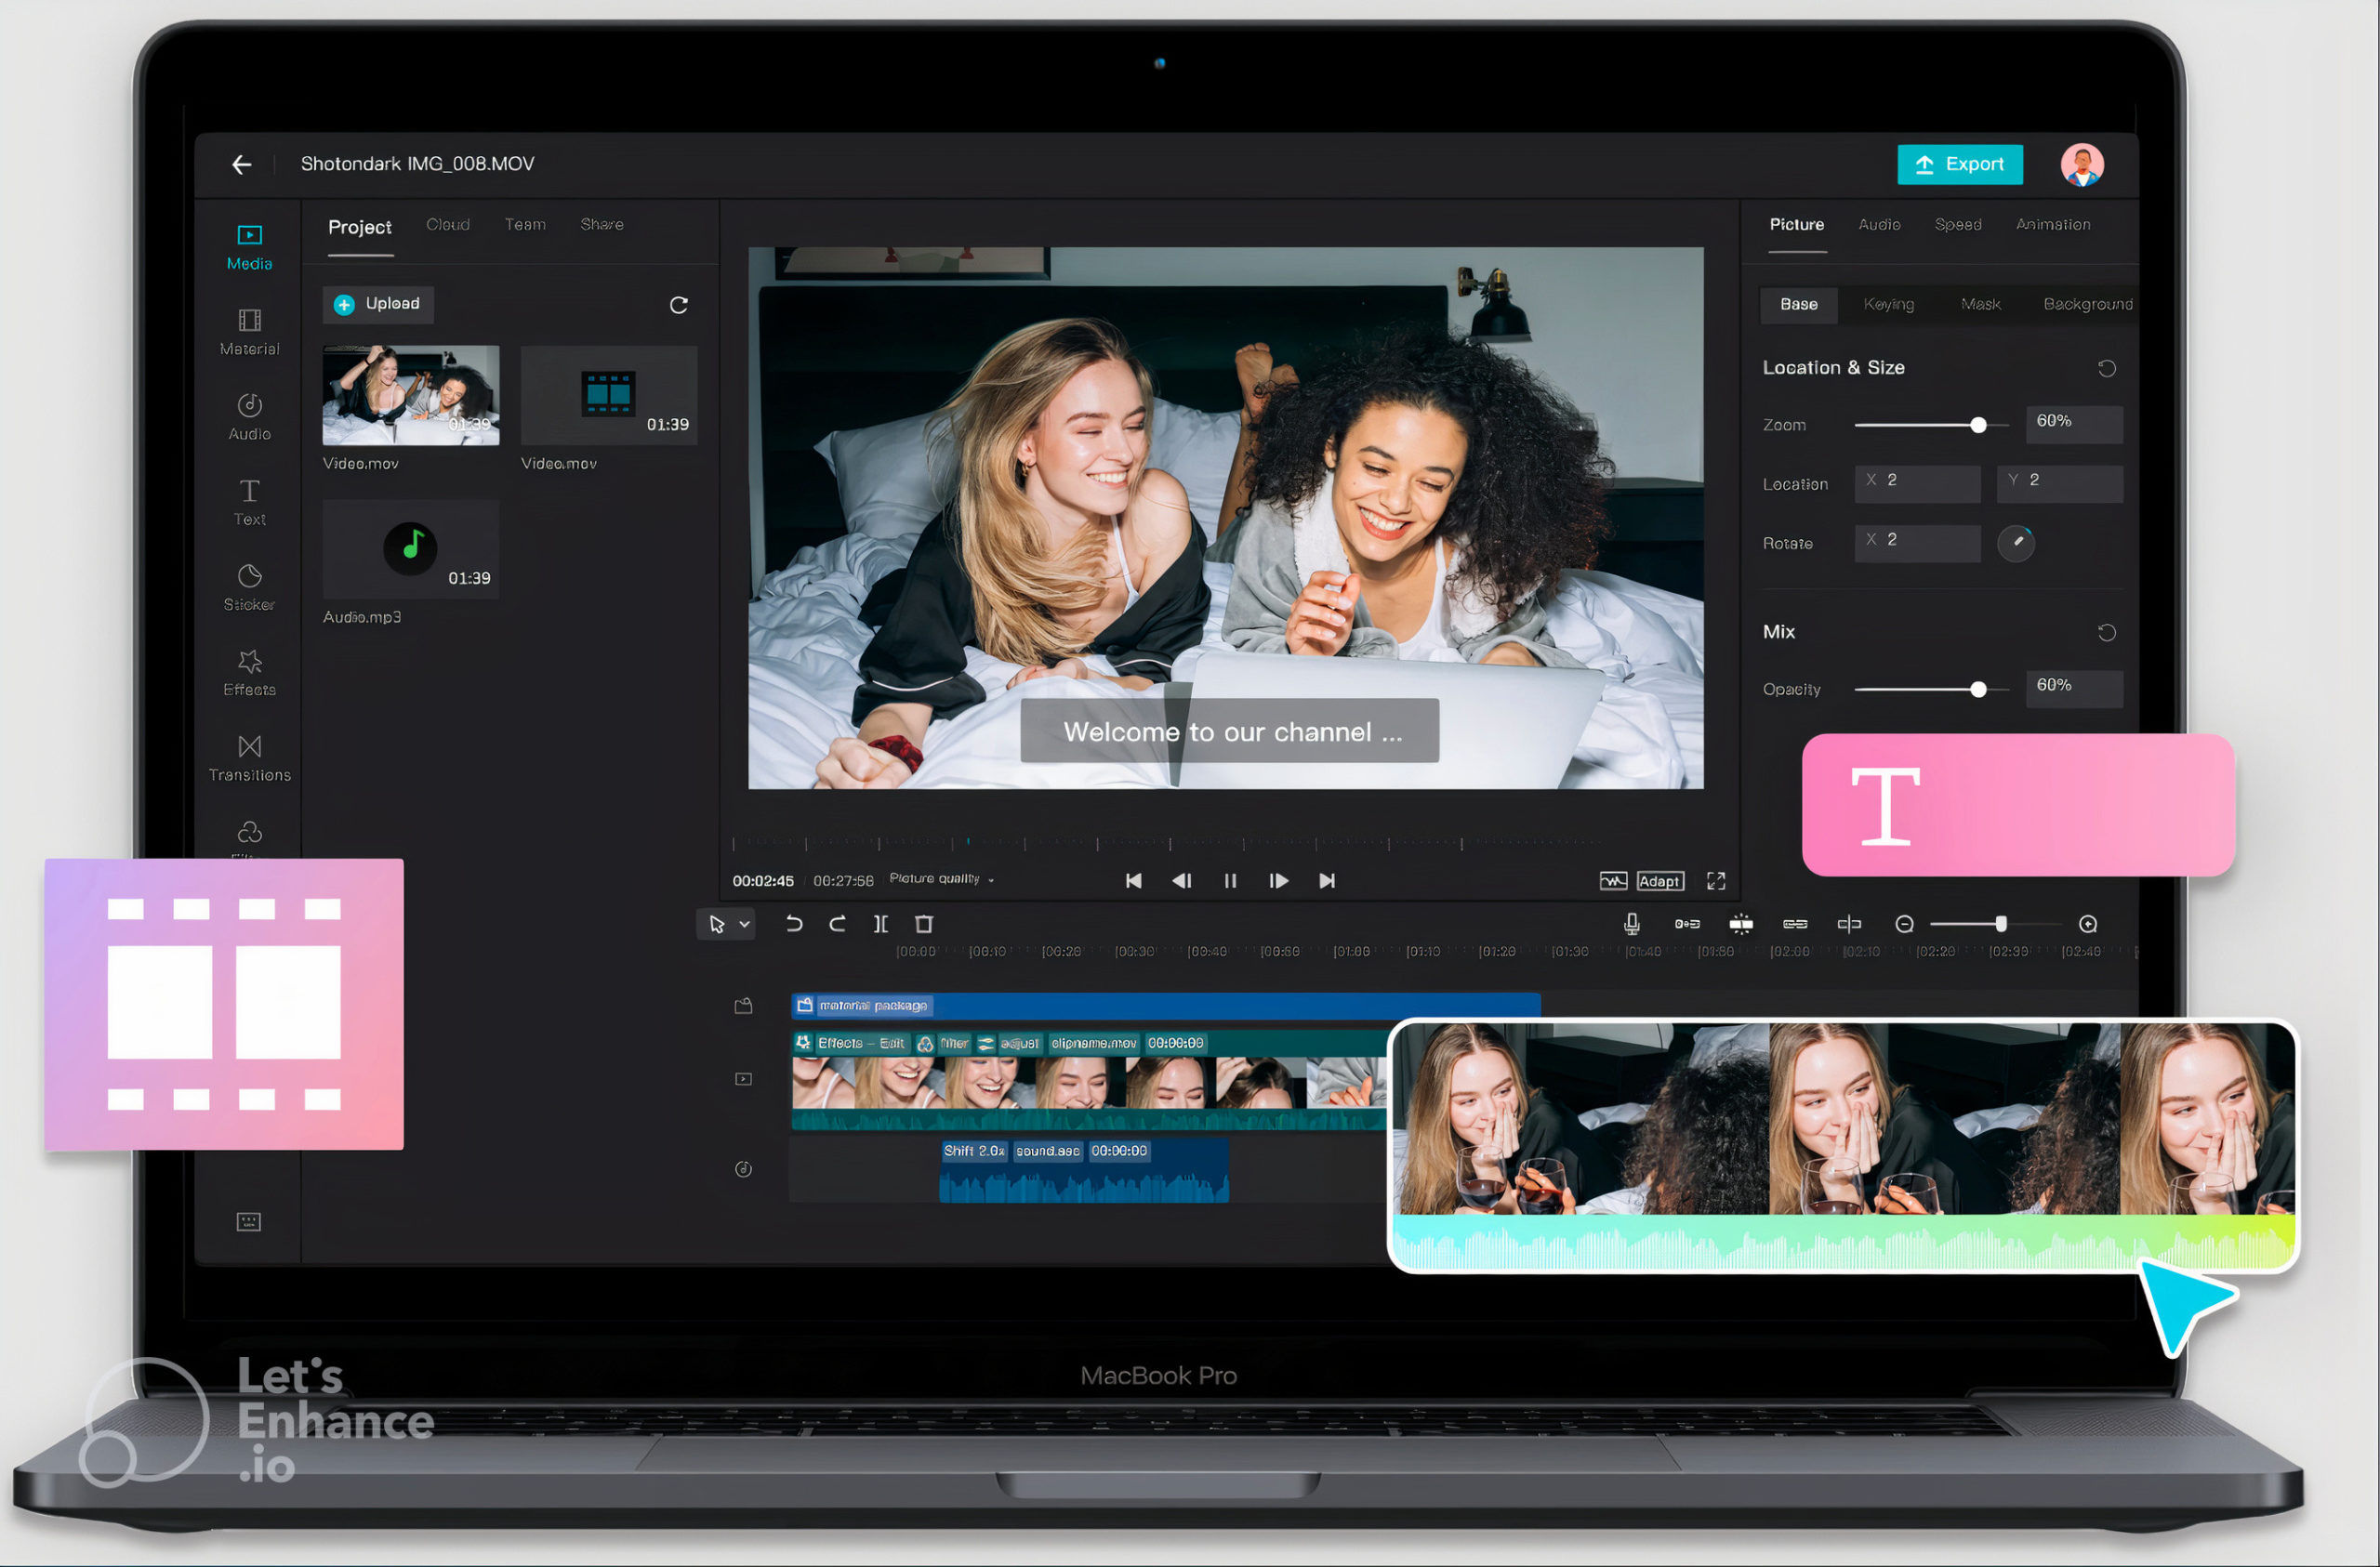 Shotondark IMG_008.MOV
Export
Project Cloud Team Share
Picture Audio Speed Animation
Media
Material
Audio
Text
Sticker
Effects
Transitions
Upload
01:39
Video.mov
01:39
Video.mov
01:39
Audio.mp3
Welcome to our channel ...
Base Keying Mask Background
Location & Size
Zoom 60%
Location X 2 Y 2
Rotate X 2
Mix
Opacity 60%
T
00:02:45 / 00:27:58 Picture quality
Adapt
00:00 00:10 00:20 00:30 00:40 00:50 01:00 01:10 01:20 01:30 01:40 01:50 02:00 02:10 02:20 02:30 02:40
material package
Effects – Edit filter adjust clipname.mov 00:00:00
Shift 2.0x sound.aac 00:00:00
MacBook Pro
Let's
Enhance
.io